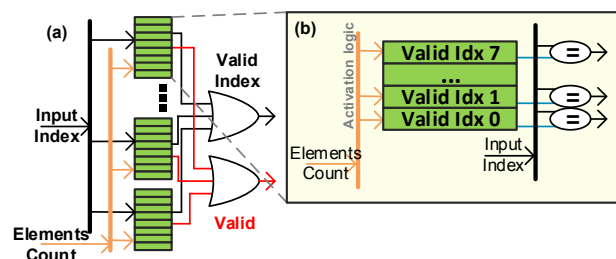 (a)
Valid
Index
Input
Index
Valid
Elements
Count
(b)
Activation logic
Valid Idx 7
...
Valid Idx 1
Valid Idx 0
=
=
=
Elements
Count
Input
Index